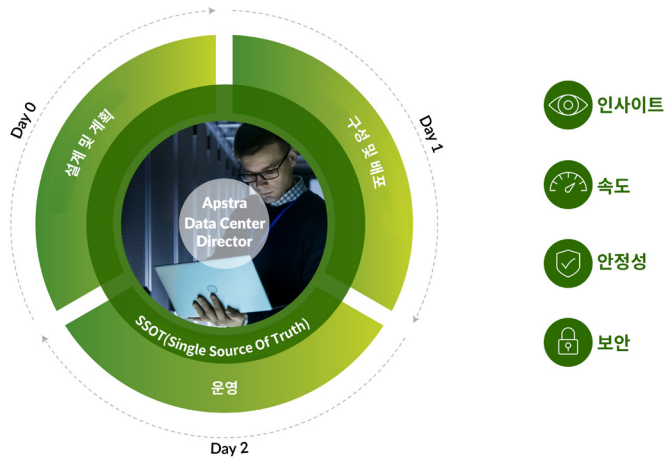 Day 0
설계 및 계획
Day 1
구성 및 배포
Apstra
Data Center
Director
SSOT(Single Source Of Truth)
운영
Day 2
인사이트
속도
안정성
보안